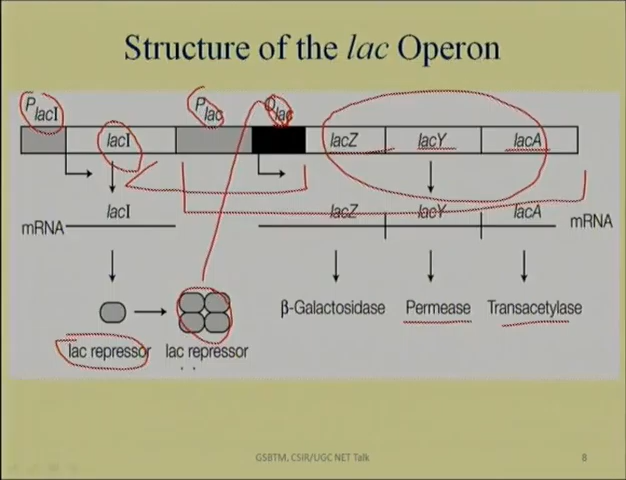 Structure of the lac Operon
PlacI Plac Olac
lacI lacZ lacY lacA
lacI lacZ lacY lacA
mRNA mRNA
β-Galactosidase Permease Transacetylase
lac repressor lac repressor
GSBTM, CSIR/UGC NET Talk 8